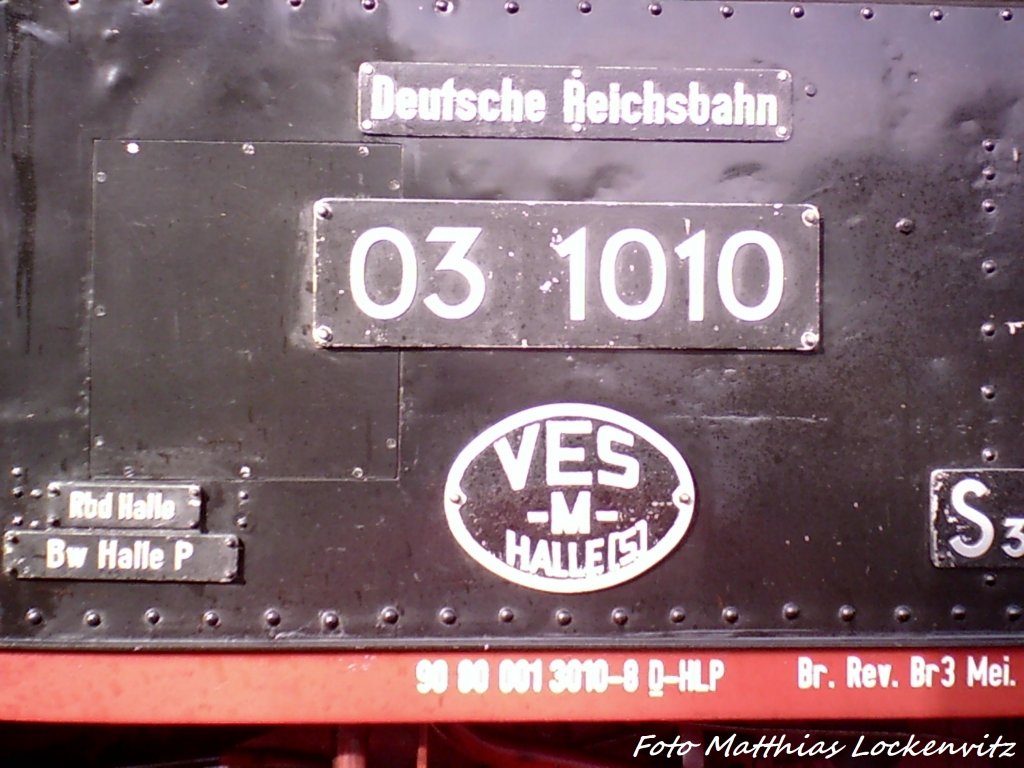 Deutsche Reichsbahn
03 1010
VES
-M-
HALLE (S)
Rbd Halle
Bw Halle P
S 3
90 80 001 3010-8 D-HLP
Br. Rev. Br3 Mei.
Foto Matthias Lockenvitz